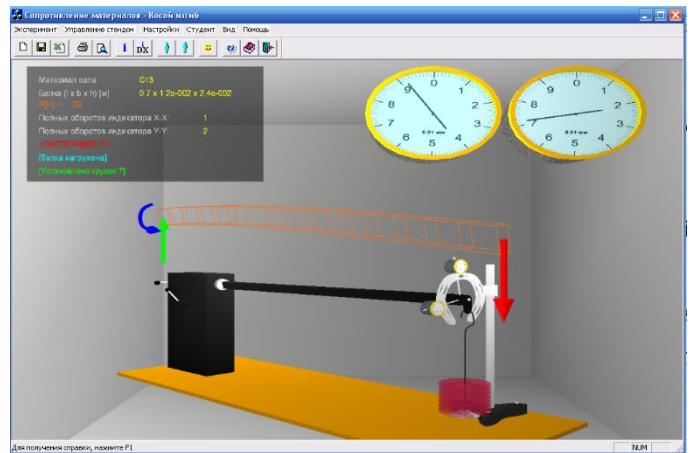 Сопротивление материалов - Косой изгиб
Эксперимент Управление стендом Настройки Студент Вид Помощь
i DX
Материал вала Ст3
Балка (l x b x h) [м] 0.7 x 1.2e-002 x 2.4e-002
P[H] = 70
Полных оборотов индикатора X-X: 1
Полных оборотов индикатора Y-Y: 2
<ЭКСПЕРИМЕНТ>
[Балка нагружена]
[Установлено грузов 7]
9 0 1 2 3 4 5 6 7 8
0.01 мм
9 0 1 2 3 4 5 6 7 8
0.01 мм
Для получения справки, нажмите F1
NUM